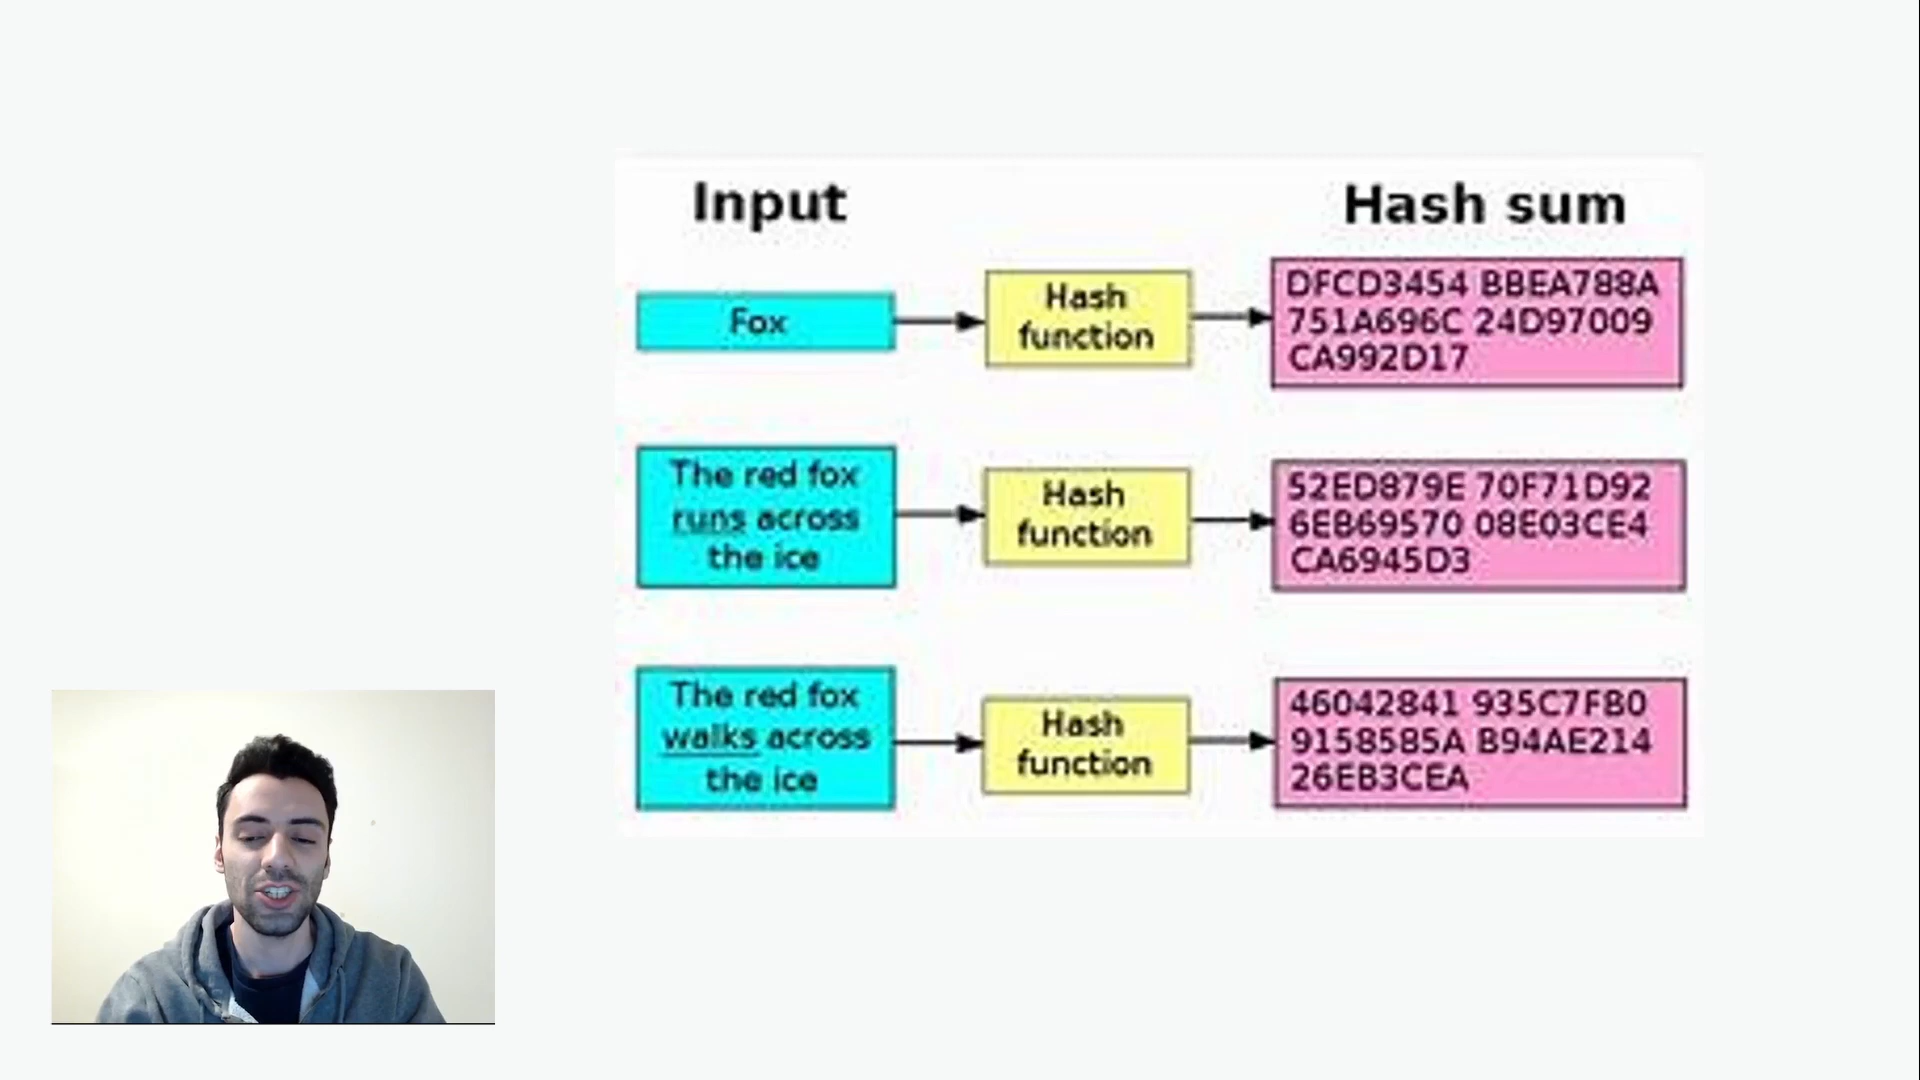 Input
Hash sum
Fox
Hash
function
DFCD3454 BBEA788A
751A696C 24D97009
CA992D17
The red fox
runs across
the ice
Hash
function
52ED879E 70F71D92
6EB69570 08E03CE4
CA6945D3
The red fox
walks across
the ice
Hash
function
46042841 935C7FB0
9158585A B94AE214
26EB3CEA